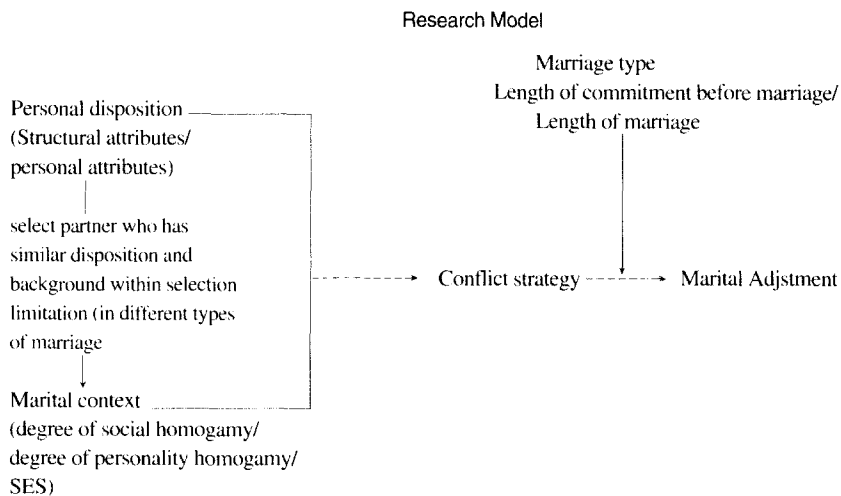 Research Model
Marriage type
Length of commitment before marriage/
Length of marriage
Personal disposition
(Structural attributes/
personal attributes)
select partner who has
similar disposition and
background within selection
limitation (in different types
of marriage
Conflict strategy
Marital Adjstment
Marital context
(degree of social homogamy/
degree of personality homogamy/
SES)